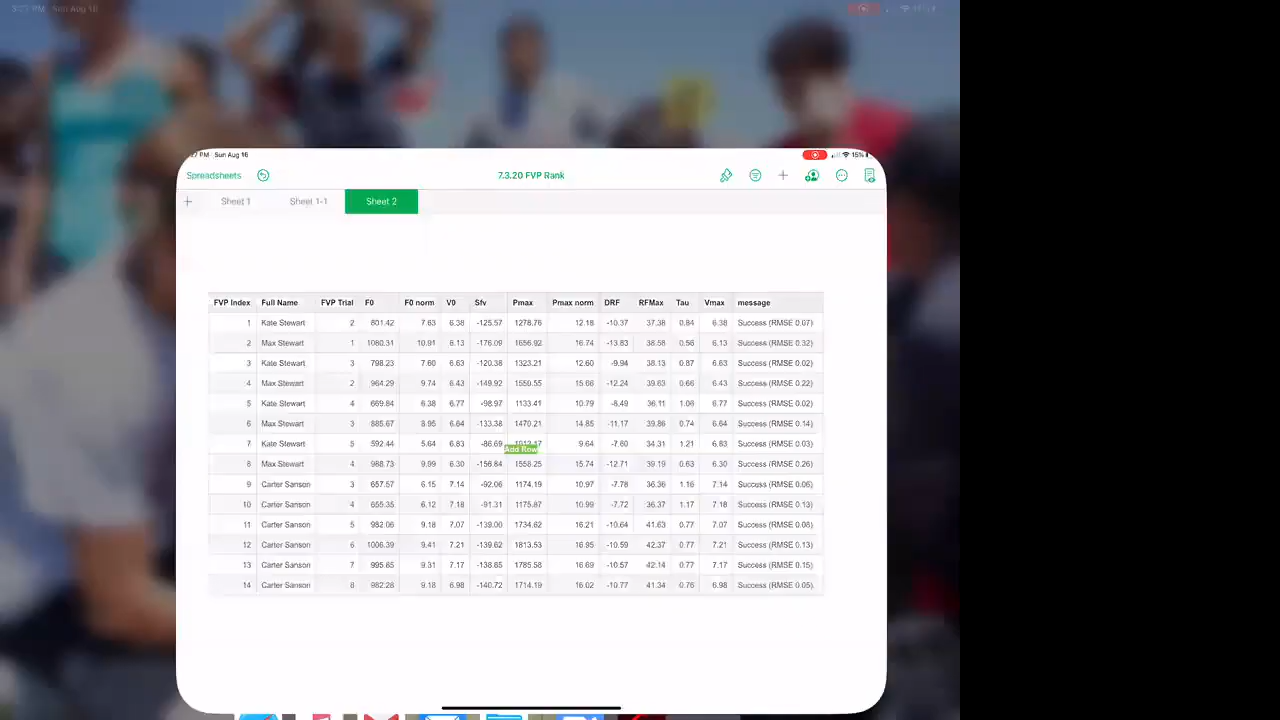 3:27 PM Sun Aug 16
27 PM Sun Aug 16 15%
Spreadsheets 7.3.20 FVP Rank
Sheet 1 Sheet 1-1 Sheet 2
FVP Index Full Name FVP Trial F0 F0 norm V0 Sfv Pmax Pmax norm DRF RFMax Tau Vmax message
1 Kate Stewart 2 801.42 7.63 6.38 -125.57 1278.76 12.18 -10.37 37.38 0.84 6.38 Success (RMSE 0.07)
2 Max Stewart 1 1080.31 10.91 6.13 -176.09 1656.92 16.74 -13.83 38.58 0.56 6.13 Success (RMSE 0.32)
3 Kate Stewart 3 798.23 7.60 6.63 -120.38 1323.21 12.60 -9.94 38.13 0.87 6.63 Success (RMSE 0.02)
4 Max Stewart 2 964.29 9.74 6.43 -149.92 1550.55 15.66 -12.24 39.63 0.66 6.43 Success (RMSE 0.22)
5 Kate Stewart 4 669.84 6.38 6.77 -98.97 1133.41 10.79 -8.49 36.11 1.06 6.77 Success (RMSE 0.02)
6 Max Stewart 3 885.67 8.95 6.64 -133.38 1470.21 14.85 -11.17 39.86 0.74 6.64 Success (RMSE 0.14)
7 Kate Stewart 5 592.44 5.64 6.83 -86.69 9.64 -7.60 34.31 1.21 6.83 Success (RMSE 0.03)
Add Row
8 Max Stewart 4 988.73 9.99 6.30 -156.84 1558.25 15.74 -12.71 39.19 0.63 6.30 Success (RMSE 0.26)
9 Carter Sanson 3 657.57 6.15 7.14 -92.06 1174.19 10.97 -7.78 36.36 1.16 7.14 Success (RMSE 0.06)
10 Carter Sanson 4 655.35 6.12 7.18 -91.31 1175.87 10.99 -7.72 36.37 1.17 7.18 Success (RMSE 0.13)
11 Carter Sanson 5 982.06 9.18 7.07 -139.00 1734.62 16.21 -10.64 41.63 0.77 7.07 Success (RMSE 0.08)
12 Carter Sanson 6 1006.39 9.41 7.21 -139.62 1813.53 16.95 -10.59 42.37 0.77 7.21 Success (RMSE 0.13)
13 Carter Sanson 7 995.65 9.31 7.17 -138.85 1785.58 16.69 -10.57 42.14 0.77 7.17 Success (RMSE 0.15)
14 Carter Sanson 8 982.28 9.18 6.98 -140.72 1714.19 16.02 -10.77 41.34 0.76 6.98 Success (RMSE 0.05)